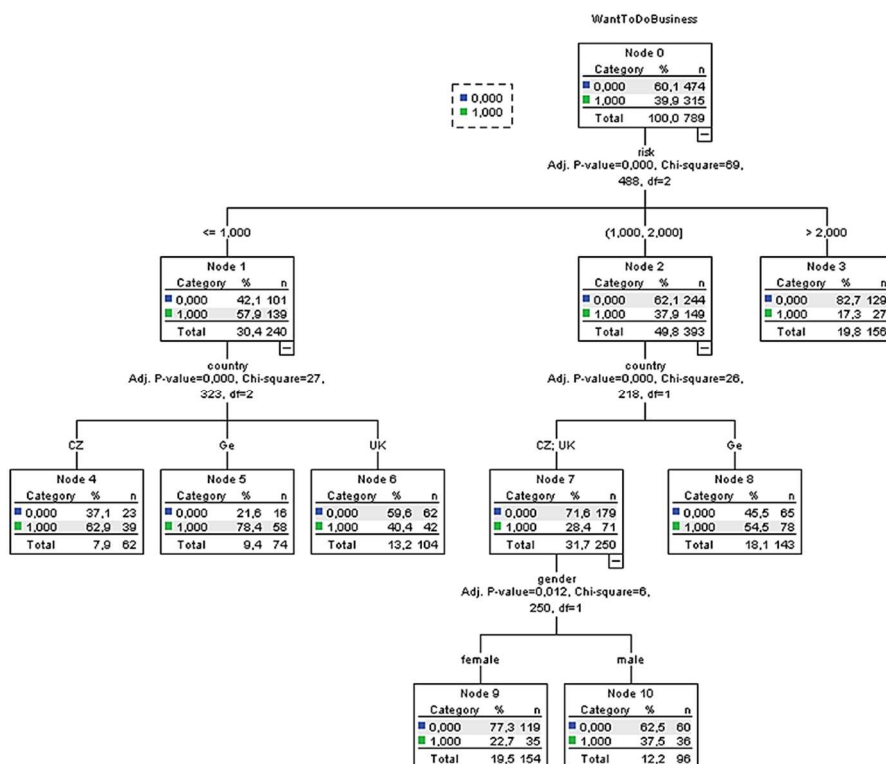 WantToDoBusiness
Node 0
Category % n
0,000 60,1 474
1,000 39,9 315
Total 100,0 789
0,000
1,000
risk
Adj. P-value=0,000, Chi-square=69,
488, df=2
<= 1,000
(1,000, 2,000]
> 2,000
Node 1
Category % n
0,000 42,1 101
1,000 57,9 139
Total 30,4 240
Node 2
Category % n
0,000 62,1 244
1,000 37,9 149
Total 49,8 393
Node 3
Category % n
0,000 82,7 129
1,000 17,3 27
Total 19,8 156
country
Adj. P-value=0,000, Chi-square=27,
323, df=2
country
Adj. P-value=0,000, Chi-square=26,
218, df=1
CZ
Ge
UK
CZ; UK
Ge
Node 4
Category % n
0,000 37,1 23
1,000 62,9 39
Total 7,9 62
Node 5
Category % n
0,000 21,6 16
1,000 78,4 58
Total 9,4 74
Node 6
Category % n
0,000 59,6 62
1,000 40,4 42
Total 13,2 104
Node 7
Category % n
0,000 71,6 179
1,000 28,4 71
Total 31,7 250
Node 8
Category % n
0,000 45,5 65
1,000 54,5 78
Total 18,1 143
gender
Adj. P-value=0,012, Chi-square=6,
250, df=1
female
male
Node 9
Category % n
0,000 77,3 119
1,000 22,7 35
Total 19,5 154
Node 10
Category % n
0,000 62,5 60
1,000 37,5 36
Total 12,2 96